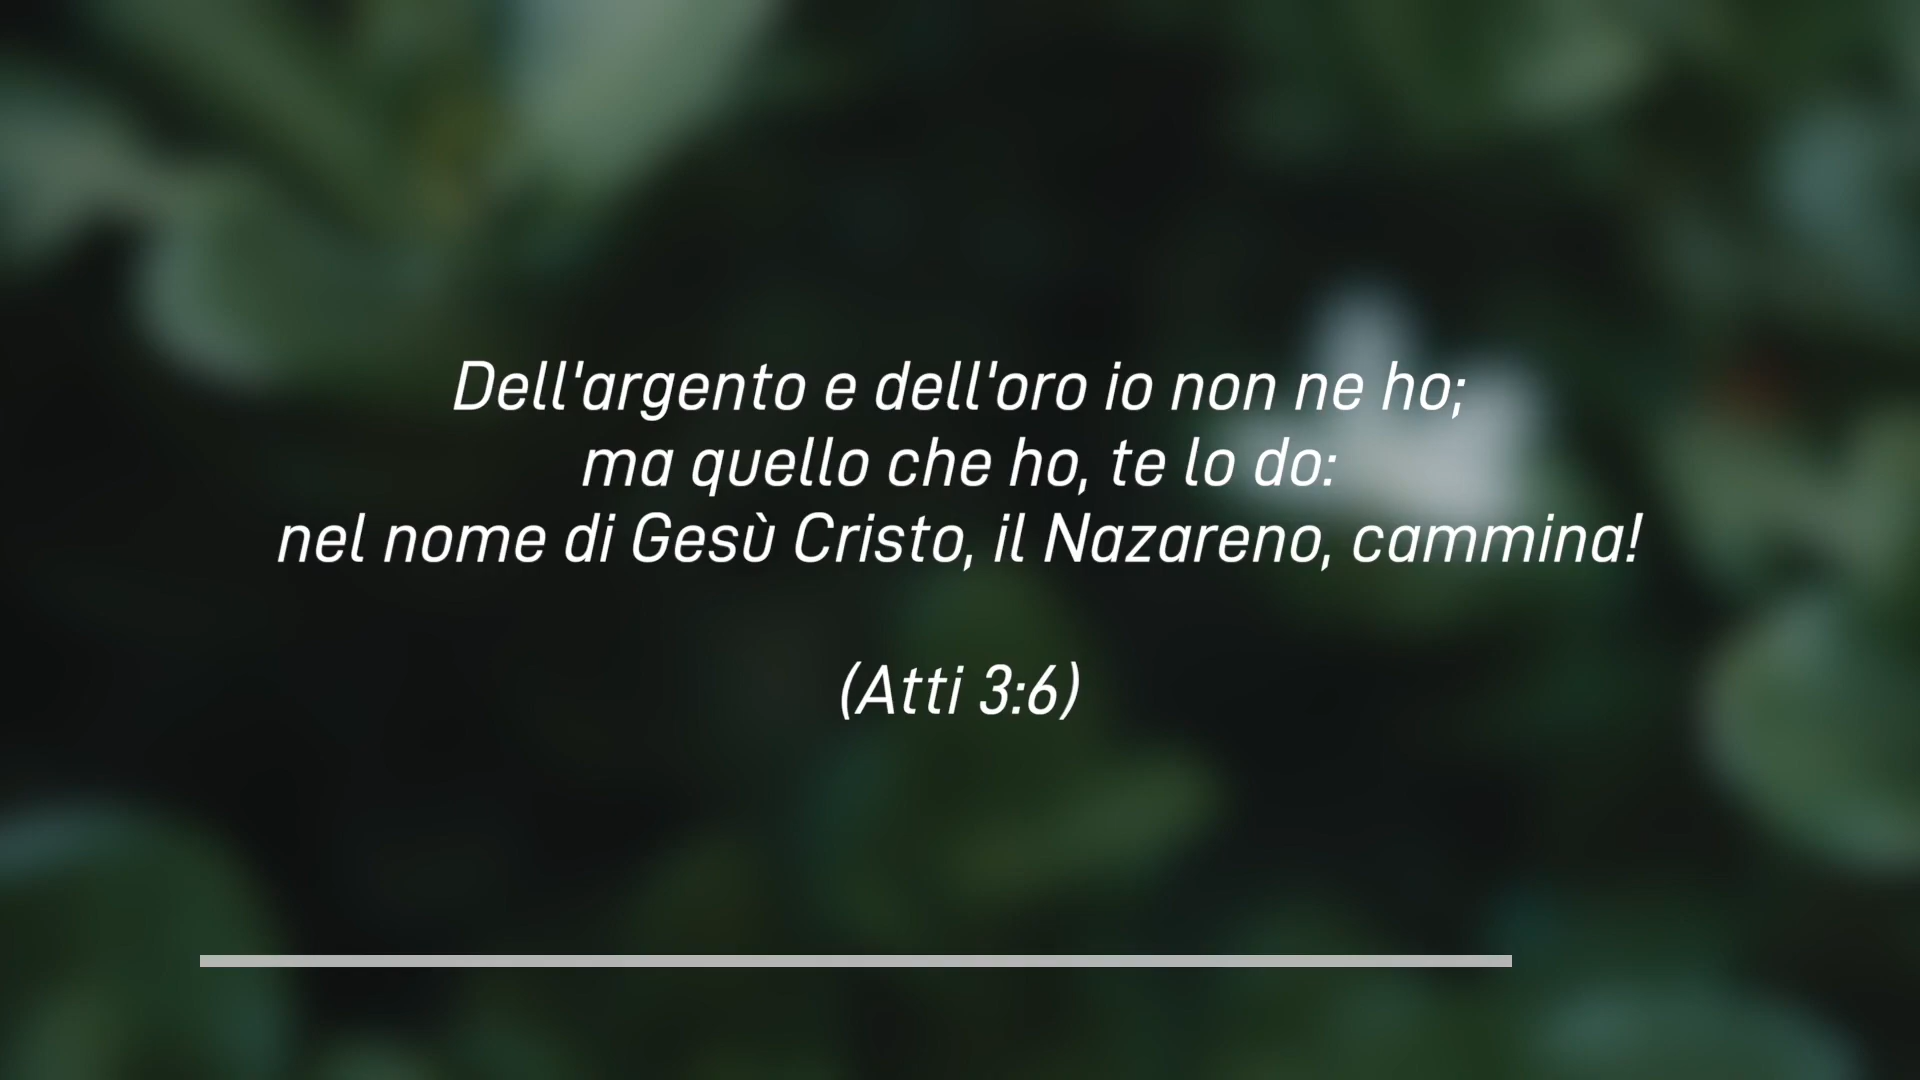 Dell'argento e dell'oro io non ne ho;
ma quello che ho, te lo do:
nel nome di Gesù Cristo, il Nazareno, cammina!
(Atti 3:6)